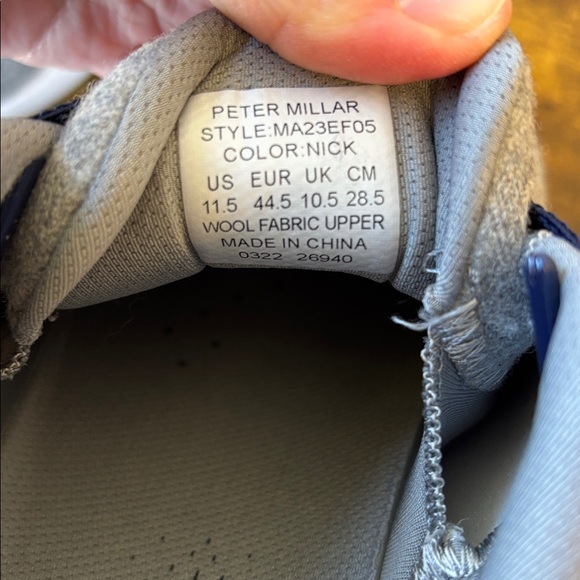 PETER MILLAR
STYLE:MA23EF05
COLOR:NICK
US EUR UK CM
11.5 44.5 10.5 28.5
WOOL FABRIC UPPER
MADE IN CHINA
0322 26940